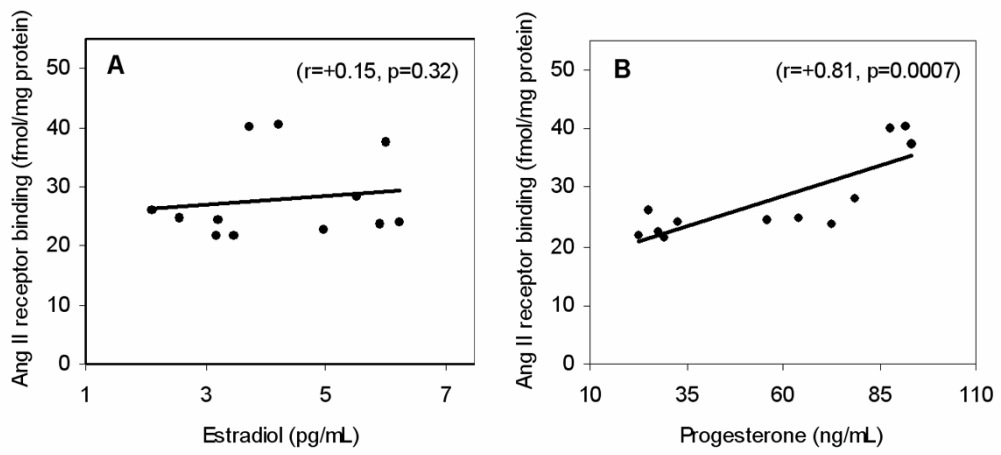 A
(r=+0.15, p=0.32)
Ang II receptor binding (fmol/mg protein)
50
40
30
20
10
0
1 3 5 7
Estradiol (pg/mL)
B
(r=+0.81, p=0.0007)
Ang II receptor binding (fmol/mg protein)
50
40
30
20
10
0
10 35 60 85 110
Progesterone (ng/mL)